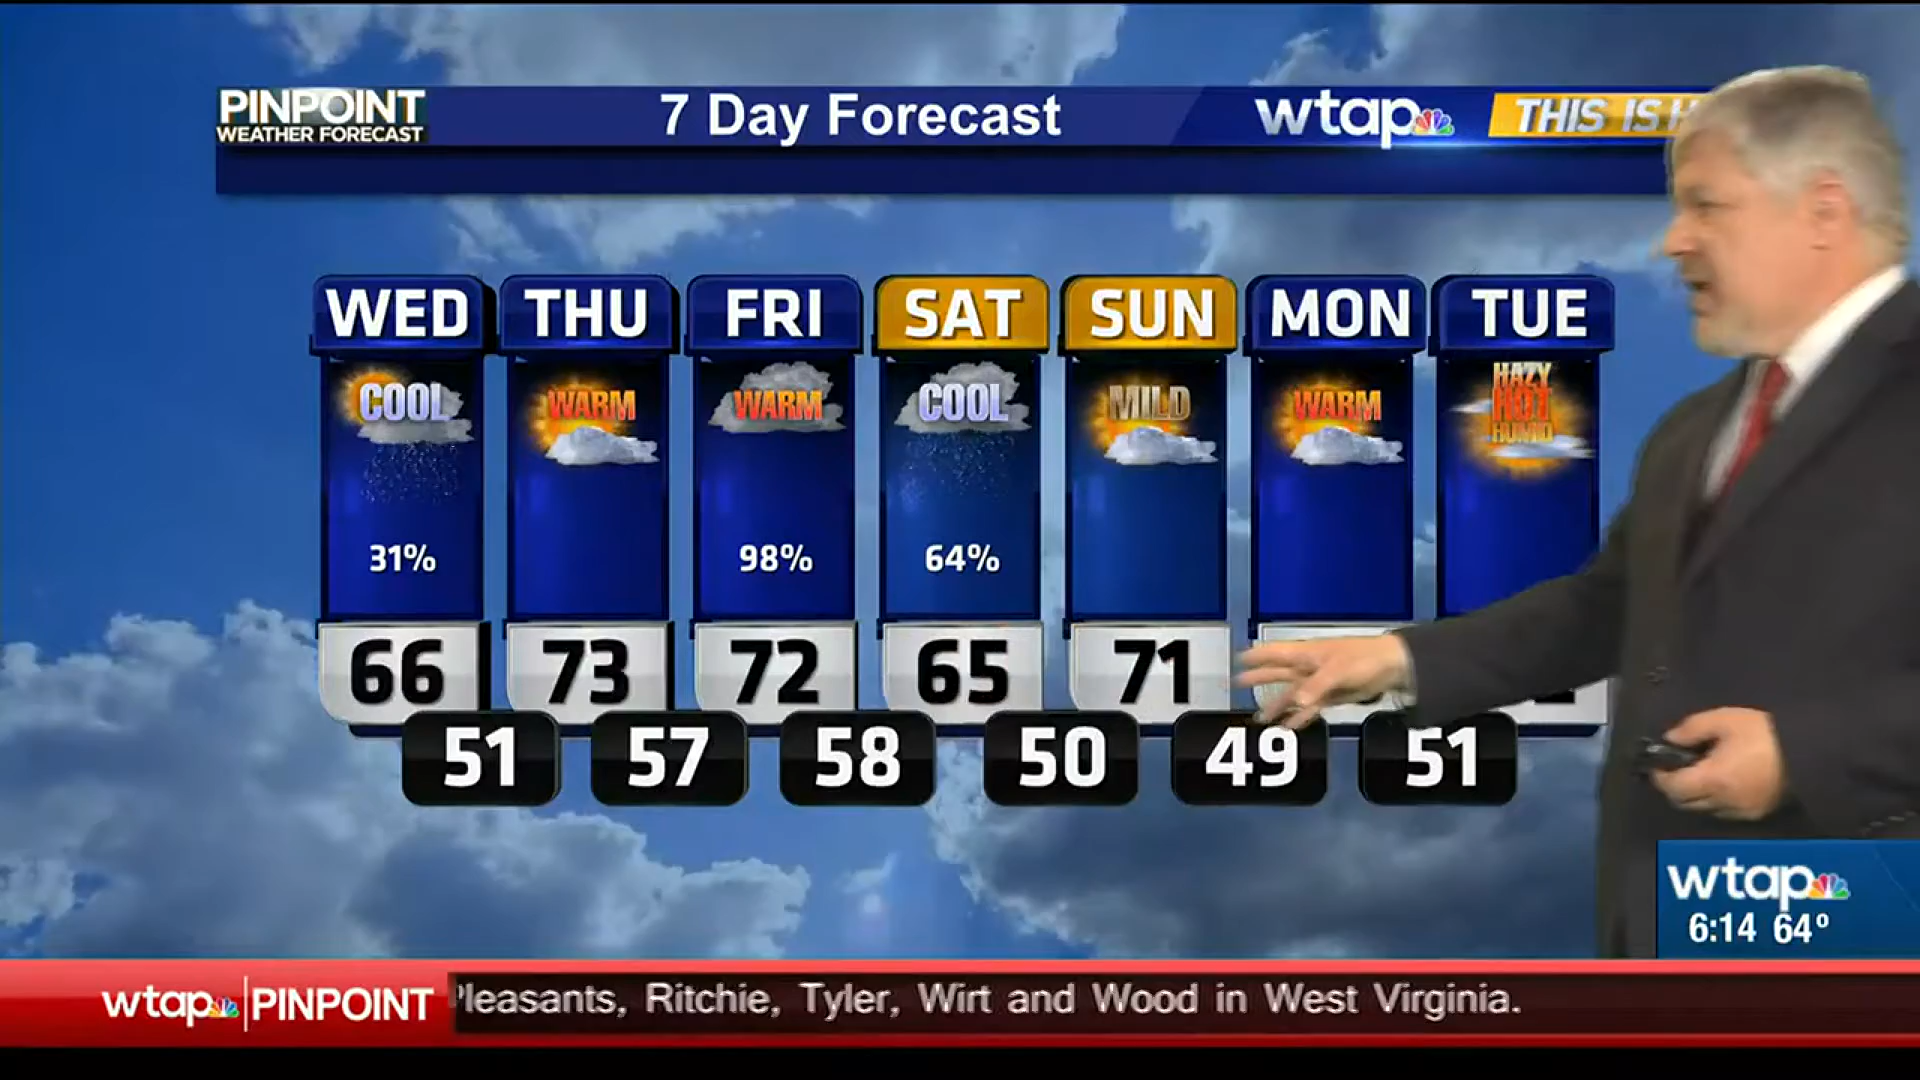 PINPOINT
WEATHER FORECAST
7 Day Forecast
wtap
THIS IS
WED THU FRI SAT SUN MON TUE
COOL WARM WARM COOL MILD WARM HAZY HOT HUMID
31% 98% 64%
66 73 72 65 71
51 57 58 50 49 51
wtap
6:14 64°
wtap PINPOINT Pleasants, Ritchie, Tyler, Wirt and Wood in West Virginia.